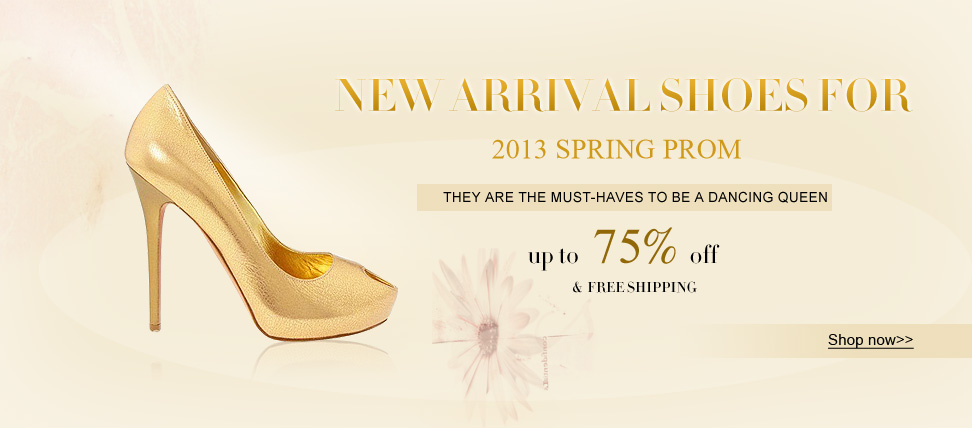 NEW ARRIVAL SHOES FOR
2013 SPRING PROM
THEY ARE THE MUST-HAVES TO BE A DANCING QUEEN
up to 75% off
& FREE SHIPPING
Shop now>>